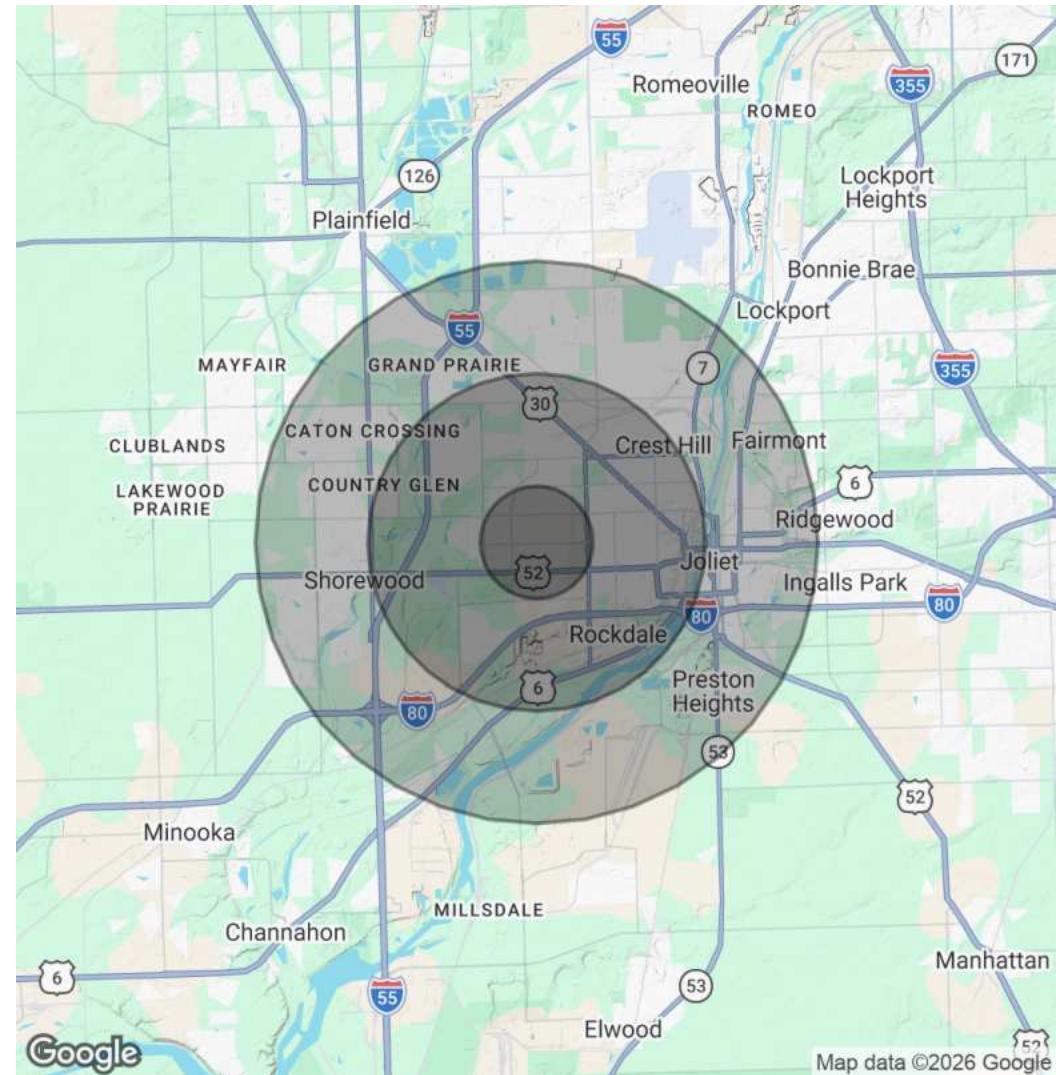 55
Romeoville
171
355
ROMEO
126
Lockport
Heights
Plainfield
Bonnie Brae
Lockport
55
MAYFAIR
GRAND PRAIRIE
7
355
30
CATON CROSSING
Crest Hill
Fairmont
CLUBLANDS
COUNTRY GLEN
6
LAKEWOOD
PRAIRIE
Ridgewood
Joliet
52
Shorewood
Ingalls Park
80
80
Rockdale
6
Preston
Heights
80
53
52
Minooka
MILLSDALE
Channahon
Manhattan
6
53
55
Elwood
52
Google
Map data ©2026 Google